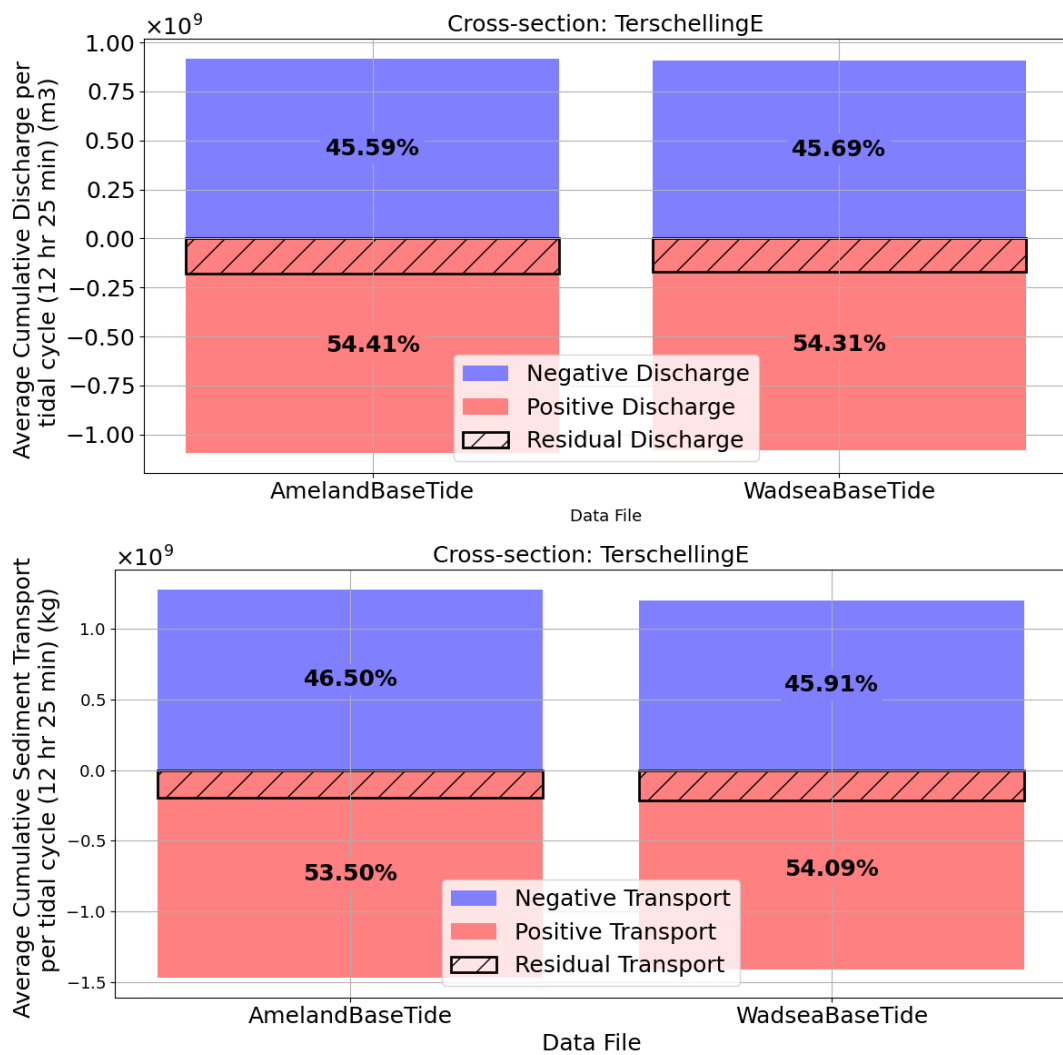 ×10⁹
Cross-section: TerschellingE
Average Cumulative Discharge per
tidal cycle (12 hr 25 min) (m3)
1.00
0.75
0.50
0.25
0.00
−0.25
−0.50
−0.75
−1.00
45.59%
45.69%
54.41%
54.31%
Negative Discharge
Positive Discharge
Residual Discharge
AmelandBaseTide
WadseaBaseTide
Data File
×10⁹
Cross-section: TerschellingE
Average Cumulative Sediment Transport
per tidal cycle (12 hr 25 min) (kg)
1.0
0.5
0.0
−0.5
−1.0
−1.5
46.50%
45.91%
53.50%
54.09%
Negative Transport
Positive Transport
Residual Transport
AmelandBaseTide
WadseaBaseTide
Data File